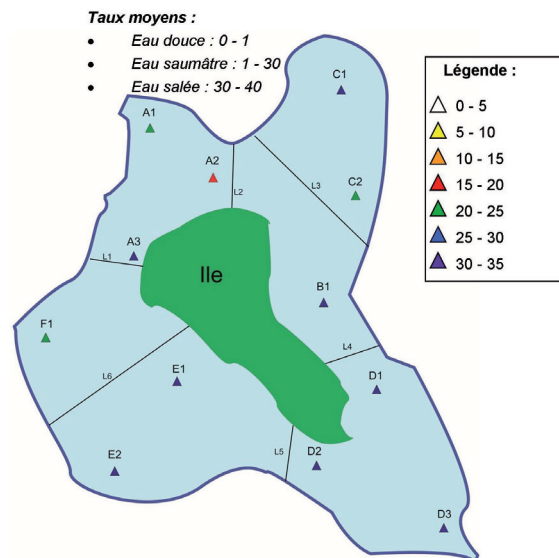 Taux moyens :
• Eau douce : 0 - 1
• Eau saumâtre : 1 - 30
• Eau salée : 30 - 40
Légende :
0 - 5
5 - 10
10 - 15
15 - 20
20 - 25
25 - 30
30 - 35
C1
A1
A2
C2
L2
L3
A3
L1
Ile
B1
F1
L4
L6
E1
D1
E2
L5
D2
D3